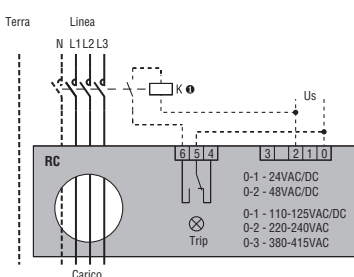 Terra Linea
N L1 L2 L3
K ❶
Us
6 5 4 3 2 1 0
RC
0-1 - 24VAC/DC
0-2 - 48VAC/DC
0-1 - 110-125VAC/DC
0-2 - 220-240VAC
0-3 - 380-415VAC
Trip
Carico